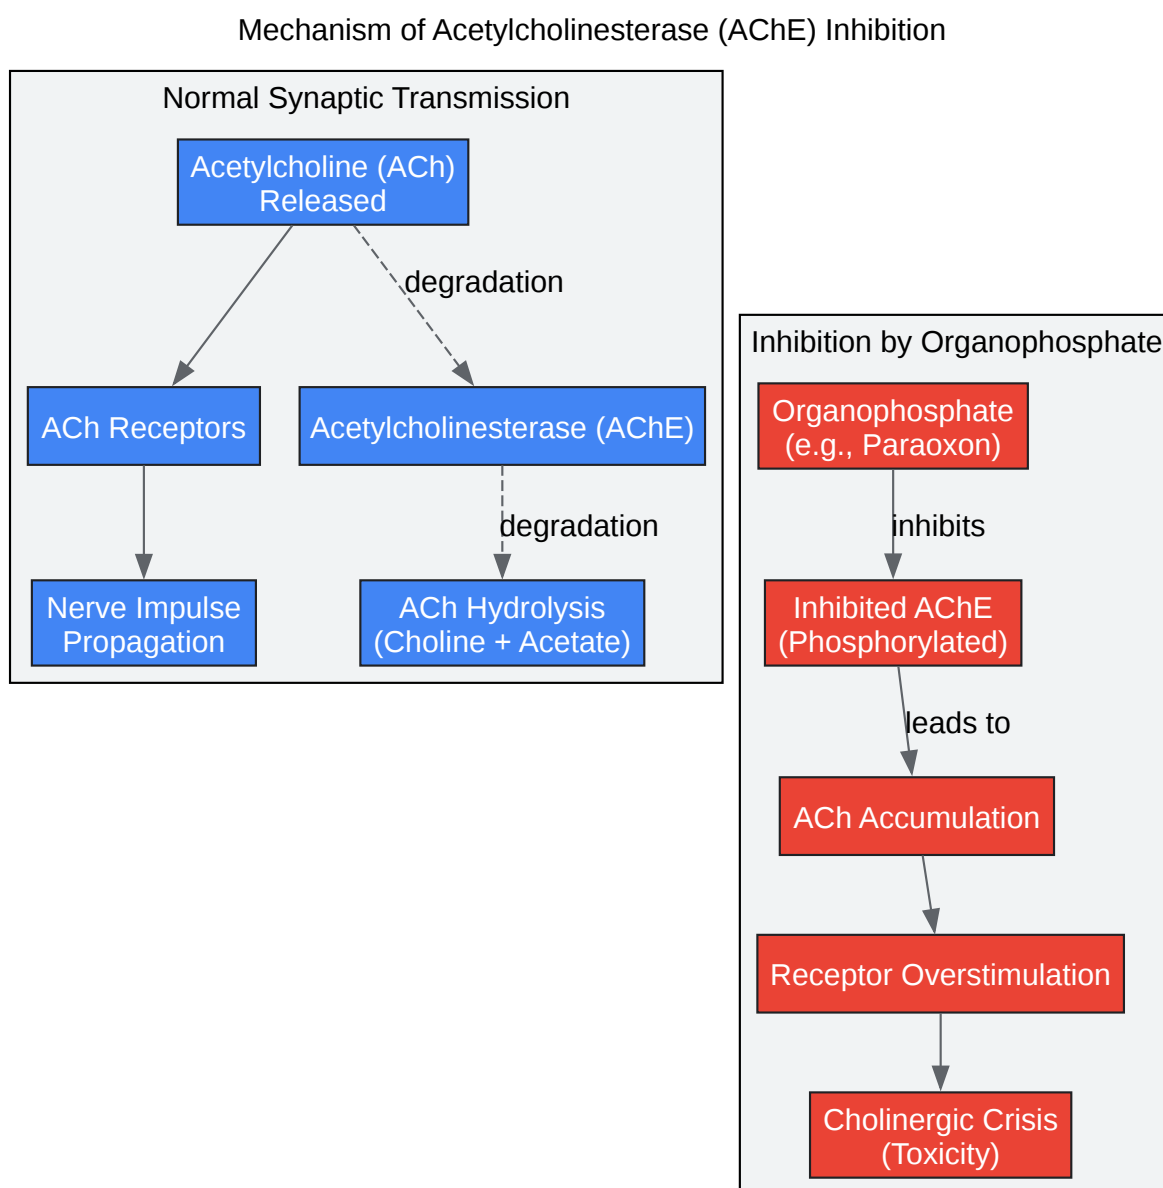 Mechanism of Acetylcholinesterase (AChE) Inhibition
Normal Synaptic Transmission
Acetylcholine (ACh)
Released
degradation
ACh Receptors
Acetylcholinesterase (AChE)
degradation
Nerve Impulse
Propagation
ACh Hydrolysis
(Choline + Acetate)
Inhibition by Organophosphate
Organophosphate
(e.g., Paraoxon)
inhibits
Inhibited AChE
(Phosphorylated)
leads to
ACh Accumulation
Receptor Overstimulation
Cholinergic Crisis
(Toxicity)